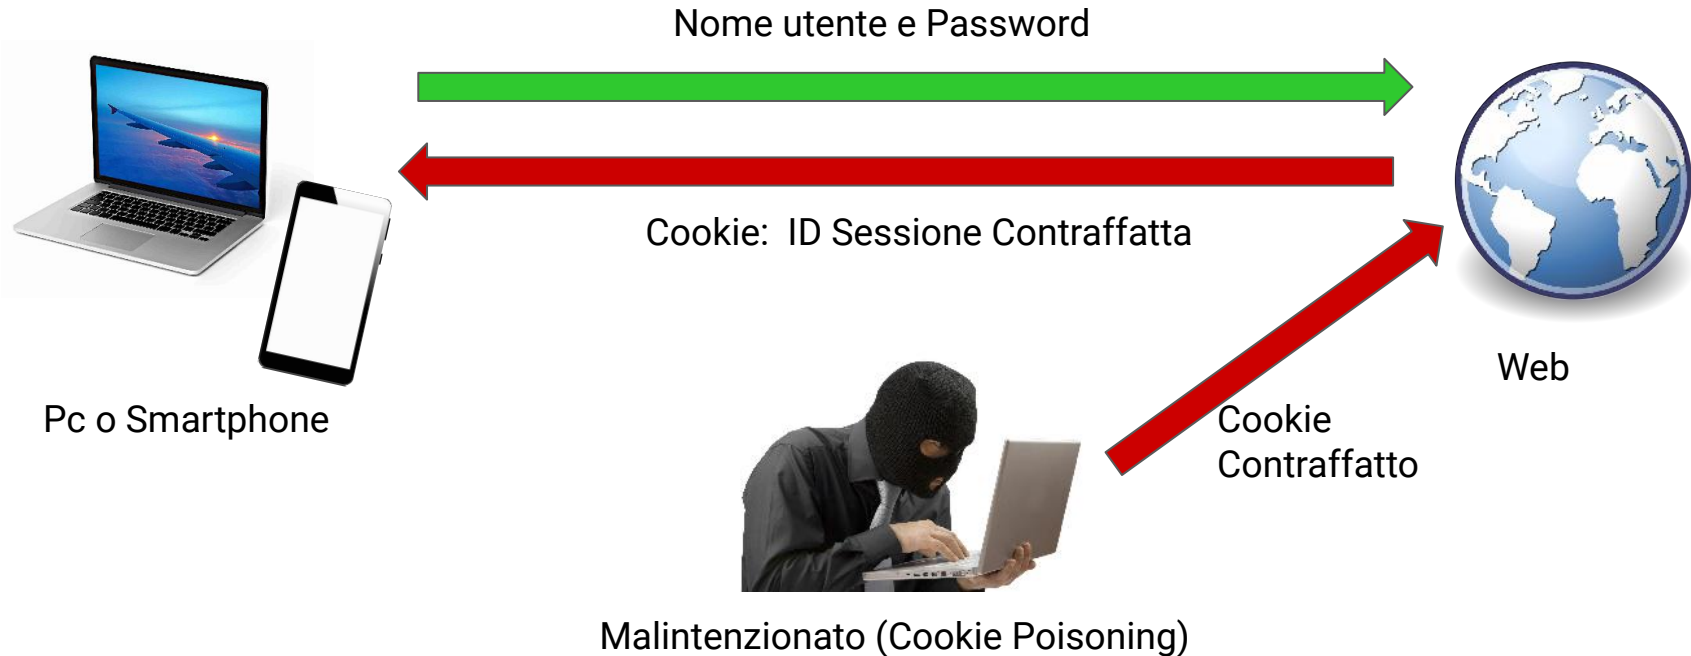 Nome utente e Password
Cookie:  ID Sessione Contraffatta
Web
Pc o Smartphone
Cookie
Contraffatto
Malintenzionato (Cookie Poisoning)